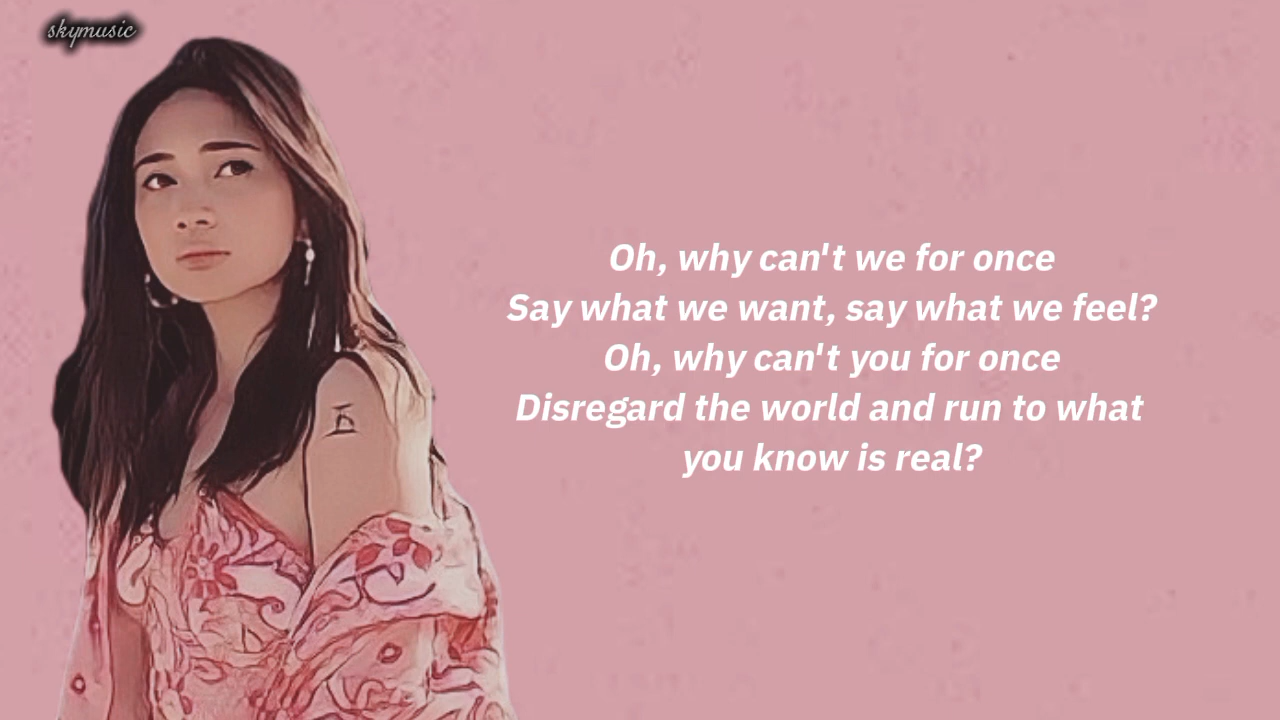 skymusic
Oh, why can't we for once
Say what we want, say what we feel?
Oh, why can't you for once
Disregard the world and run to what
you know is real?